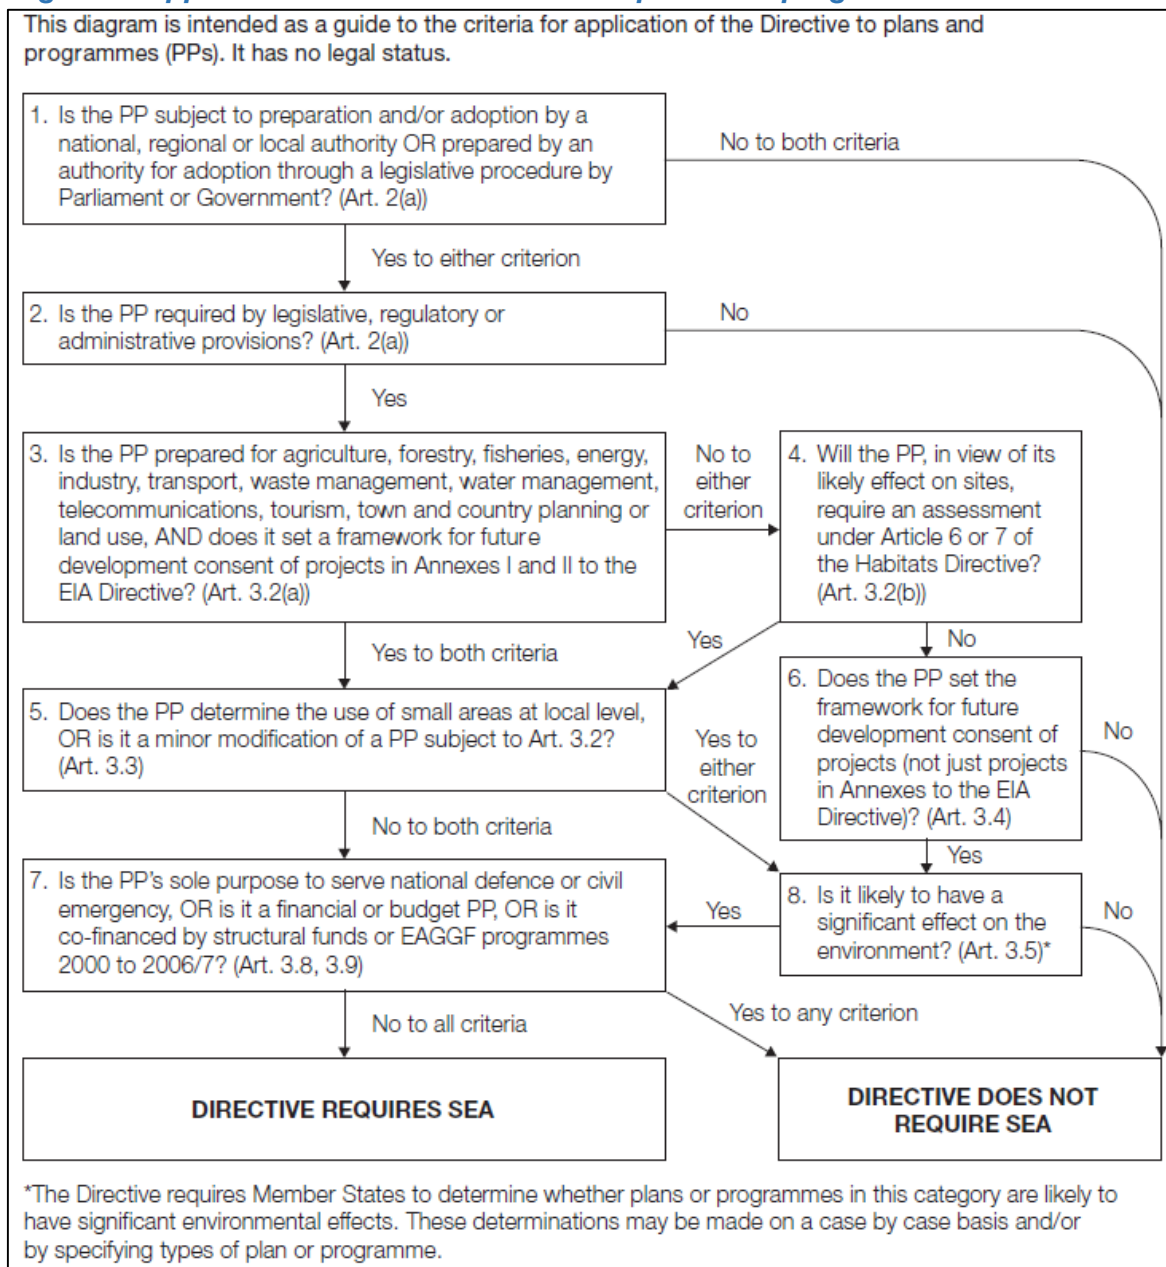 This diagram is intended as a guide to the criteria for application of the Directive to plans and
programmes (PPs). It has no legal status.
1. Is the PP subject to preparation and/or adoption by a
national, regional or local authority OR prepared by an
authority for adoption through a legislative procedure by
Parliament or Government? (Art. 2(a))
No to both criteria
Yes to either criterion
2. Is the PP required by legislative, regulatory or
administrative provisions? (Art. 2(a))
No
Yes
3. Is the PP prepared for agriculture, forestry, fisheries, energy,
industry, transport, waste management, water management,
telecommunications, tourism, town and country planning or
land use, AND does it set a framework for future
development consent of projects in Annexes I and II to the
EIA Directive? (Art. 3.2(a))
No to
either
criterion
4. Will the PP, in view of its
likely effect on sites,
require an assessment
under Article 6 or 7 of
the Habitats Directive?
(Art. 3.2(b))
Yes to both criteria
Yes
No
5. Does the PP determine the use of small areas at local level,
OR is it a minor modification of a PP subject to Art. 3.2?
(Art. 3.3)
Yes to
either
criterion
6. Does the PP set the
framework for future
development consent of
projects (not just projects
in Annexes to the EIA
Directive)? (Art. 3.4)
No
No to both criteria
Yes
7. Is the PP's sole purpose to serve national defence or civil
emergency, OR is it a financial or budget PP, OR is it
co-financed by structural funds or EAGGF programmes
2000 to 2006/7? (Art. 3.8, 3.9)
Yes
8. Is it likely to have a
significant effect on the
environment? (Art. 3.5)*
No
No to all criteria
Yes to any criterion
DIRECTIVE REQUIRES SEA
DIRECTIVE DOES NOT
REQUIRE SEA
*The Directive requires Member States to determine whether plans or programmes in this category are likely to
have significant environmental effects. These determinations may be made on a case by case basis and/or
by specifying types of plan or programme.